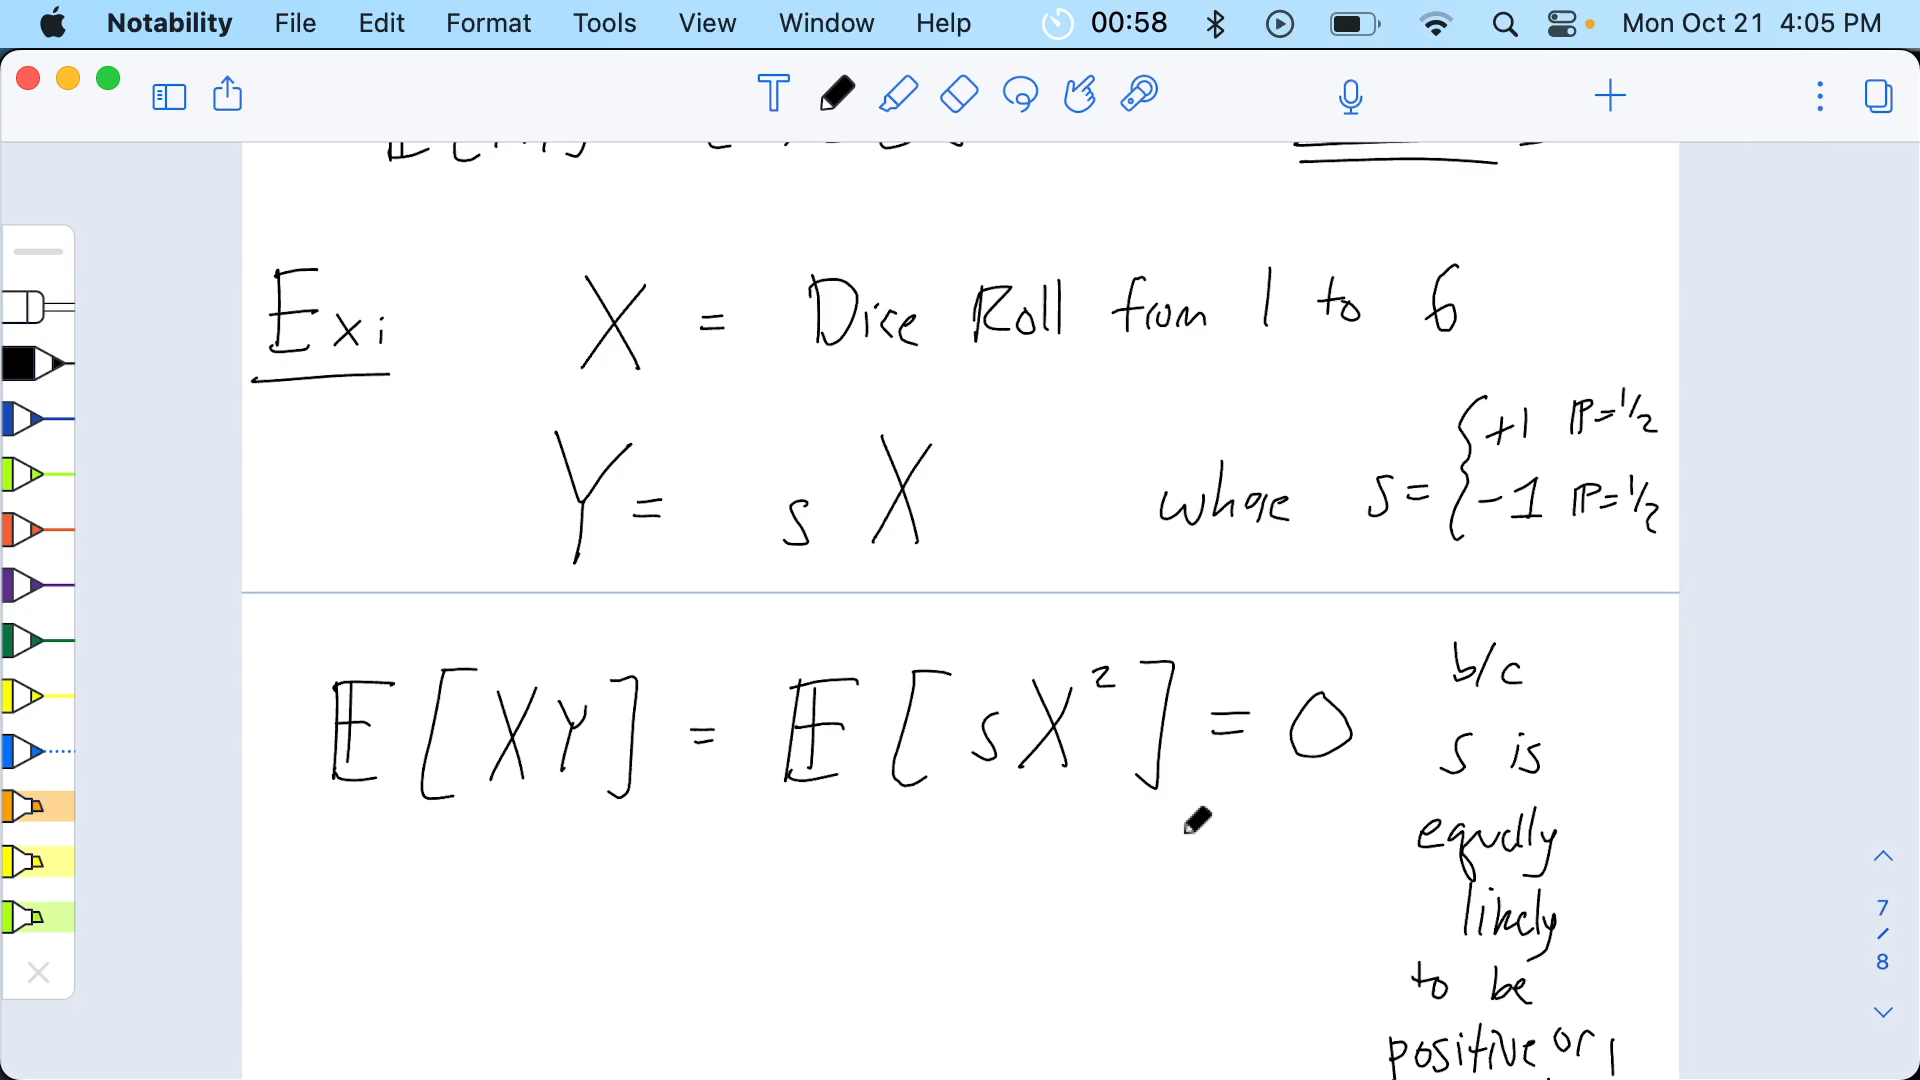 Notability File Edit Format Tools View Window Help 00:58 Mon Oct 21 4:05 PM
Exi X = Dice Roll from 1 to 6
Y = s X where s = { +1 ℙ=1/2
-1 ℙ=1/2
𝔼[XY] = 𝔼[sX²] = 0 b/c
s is
equally
likely
to be
positive or
7
/
8